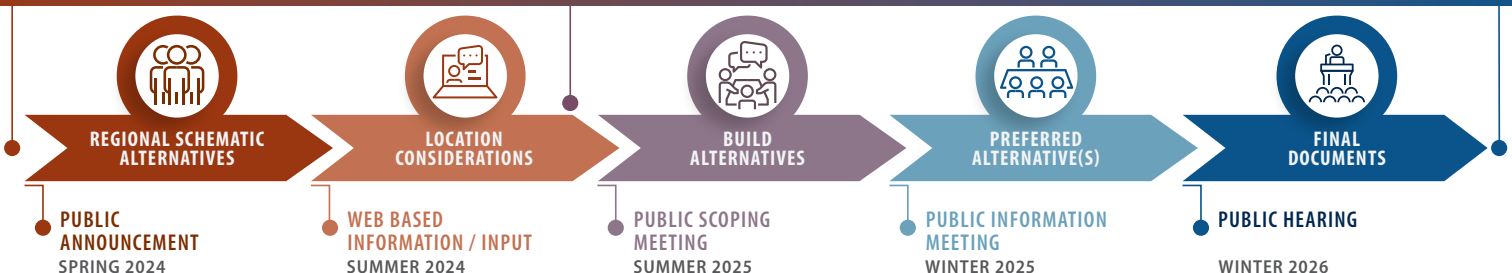 REGIONAL SCHEMATIC
ALTERNATIVES
LOCATION
CONSIDERATIONS
BUILD
ALTERNATIVES
PREFERRED
ALTERNATIVE(S)
FINAL
DOCUMENTS
PUBLIC
ANNOUNCEMENT
SPRING 2024
WEB BASED
INFORMATION / INPUT
SUMMER 2024
PUBLIC SCOPING
MEETING
SUMMER 2025
PUBLIC INFORMATION
MEETING
WINTER 2025
PUBLIC HEARING
WINTER 2026